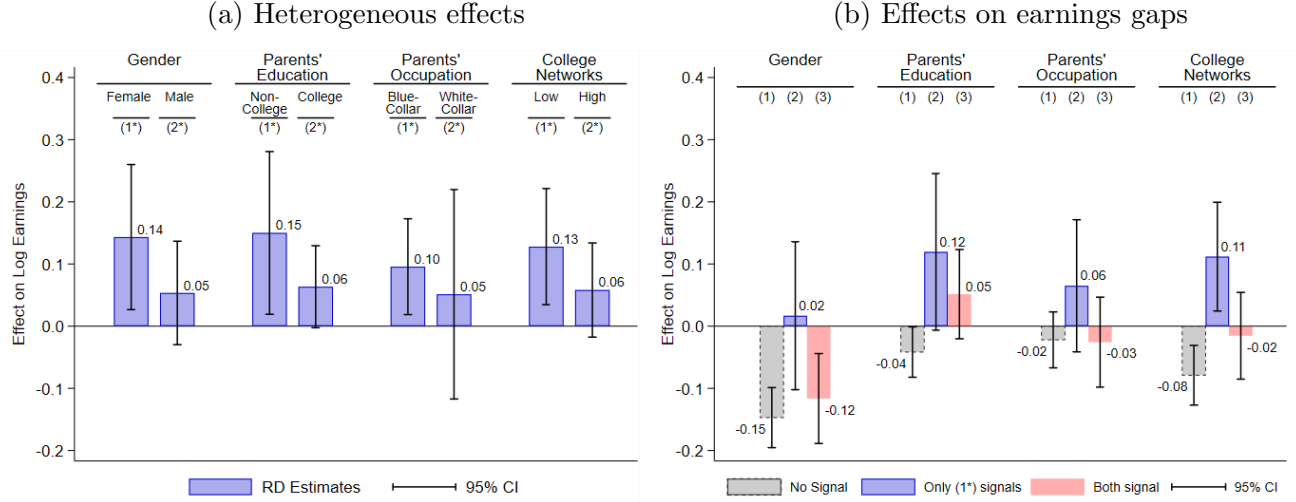 (a) Heterogeneous effects
Gender
Parents'
Education
Parents'
Occupation
College
Networks
Female Male
Non-
College
College
Blue-
Collar
White-
Collar
Low High
(1*) (2*) (1*) (2*) (1*) (2*) (1*) (2*)
Effect on Log Earnings
0.4
0.3
0.2
0.1
0.0
-0.1
-0.2
0.14
0.05
0.15
0.06
0.10
0.05
0.13
0.06
RD Estimates
95% CI
(b) Effects on earnings gaps
Gender
Parents'
Education
Parents'
Occupation
College
Networks
(1) (2) (3) (1) (2) (3) (1) (2) (3) (1) (2) (3)
Effect on Log Earnings
0.4
0.3
0.2
0.1
0.0
-0.1
-0.2
-0.15
0.02
-0.12
-0.04
0.12
0.05
-0.02
0.06
-0.03
-0.08
0.11
-0.02
No Signal
Only (1*) signals
Both signal
95% CI